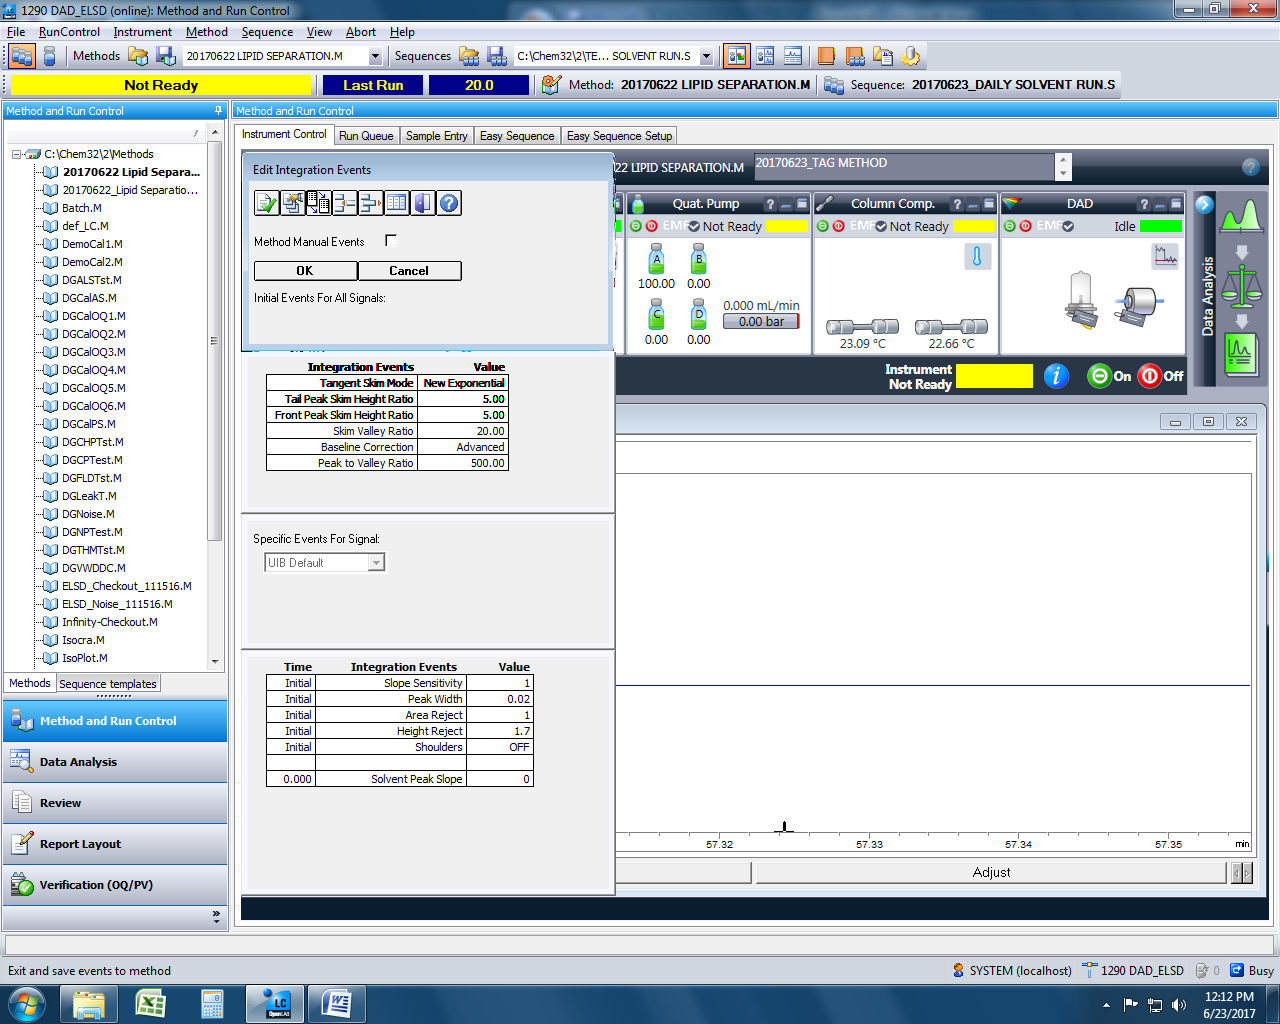 1290 DAD_ELSD (online): Method and Run Control
File RunControl Instrument Method Sequence View Abort Help
Methods 20170622 LIPID SEPARATION.M Sequences C:\Chem32\2\TE... SOLVENT RUN.S
Not Ready Last Run 20.0 Method: 20170622 LIPID SEPARATION.M Sequence: 20170623_DAILY SOLVENT RUN.S
Method and Run Control
C:\Chem32\2\Methods
20170622 Lipid Separa...
20170622_Lipid Separatio...
Batch.M
def_LC.M
DemoCal1.M
DemoCal2.M
DGALSTst.M
DGCalAS.M
DGCalOQ1.M
DGCalOQ2.M
DGCalOQ3.M
DGCalOQ4.M
DGCalOQ5.M
DGCalOQ6.M
DGCalPS.M
DGCHPTst.M
DGCPTest.M
DGFLDTst.M
DGLeakT.M
DGNoise.M
DGNPTest.M
DGTHMTst.M
DGVWDDC.M
ELSD_Checkout_111516.M
ELSD_Noise_111516.M
Infinity-Checkout.M
Isocra.M
IsoPlot.M
Methods Sequence templates
Method and Run Control
Data Analysis
Review
Report Layout
Verification (OQ/PV)
Method and Run Control
Instrument Control Run Queue Sample Entry Easy Sequence Easy Sequence Setup
22 LIPID SEPARATION.M 20170623_TAG METHOD
Edit Integration Events
Method Manual Events
OK Cancel
Initial Events For All Signals:
Integration Events Value
Tangent Skim Mode New Exponential
Tail Peak Skim Height Ratio 5.00
Front Peak Skim Height Ratio 5.00
Skim Valley Ratio 20.00
Baseline Correction Advanced
Peak to Valley Ratio 500.00
Specific Events For Signal:
UIB Default
Time Integration Events Value
Initial Slope Sensitivity 1
Initial Peak Width 0.02
Initial Area Reject 1
Initial Height Reject 1.7
Initial Shoulders OFF
0.000 Solvent Peak Slope 0
Quat. Pump
EMF Not Ready
A B
100.00 0.00
C D
0.00 0.00
0.000 mL/min
0.00 bar
Column Comp.
EMF Not Ready
23.09 °C 22.66 °C
DAD
EMF Idle
Data Analysis
Instrument
Not Ready
On Off
57.32 57.33 57.34 57.35 min
Adjust
Exit and save events to method SYSTEM (localhost) 1290 DAD_ELSD 0 Busy
LC
OpenLAB
12:12 PM
6/23/2017